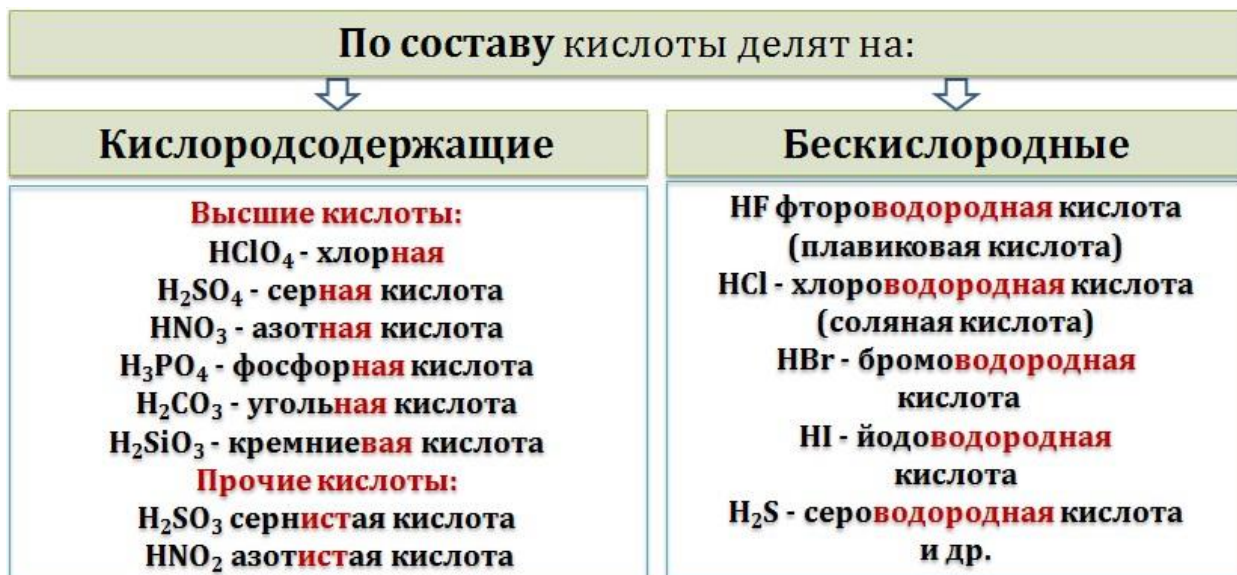 По составу кислоты делят на:
Кислородсодержащие
Высшие кислоты:
HClO₄ - хлорная
H₂SO₄ - серная кислота
HNO₃ - азотная кислота
H₃PO₄ - фосфорная кислота
H₂CO₃ - угольная кислота
H₂SiO₃ - кремниевая кислота
Прочие кислоты:
H₂SO₃ сернистая кислота
HNO₂ азотистая кислота
Бескислородные
HF фтороводородная кислота
(плавиковая кислота)
HCl - хлороводородная кислота
(соляная кислота)
HBr - бромоводородная
кислота
HI - йодоводородная
кислота
H₂S - сероводородная кислота
и др.